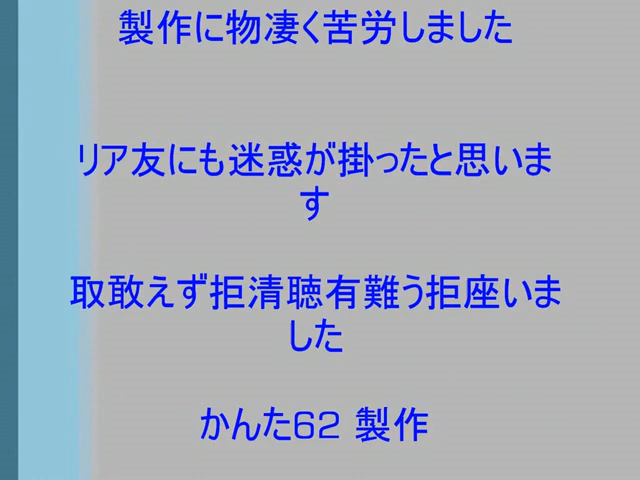 製作に物凄く苦労しました
リア友にも迷惑が掛ったと思いま
す
取敢えず拒清聴有難う拒座いま
した
かんた62 製作